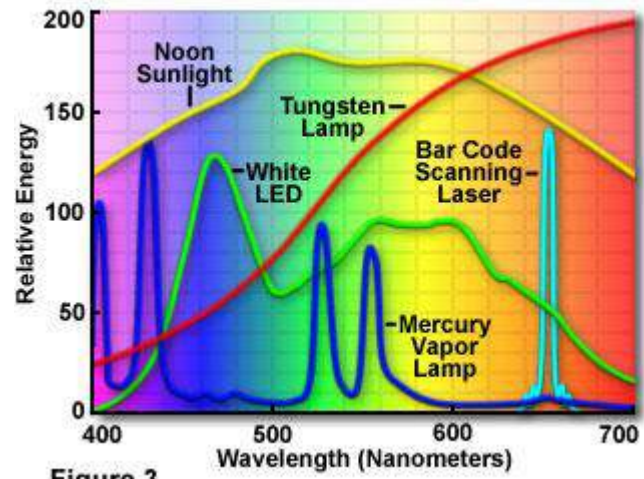 200
150
100
50
0
Relative Energy
Noon
Sunlight
Tungsten
Lamp
White
LED
Bar Code
Scanning
Laser
Mercury
Vapor
Lamp
400
500
600
700
Wavelength (Nanometers)